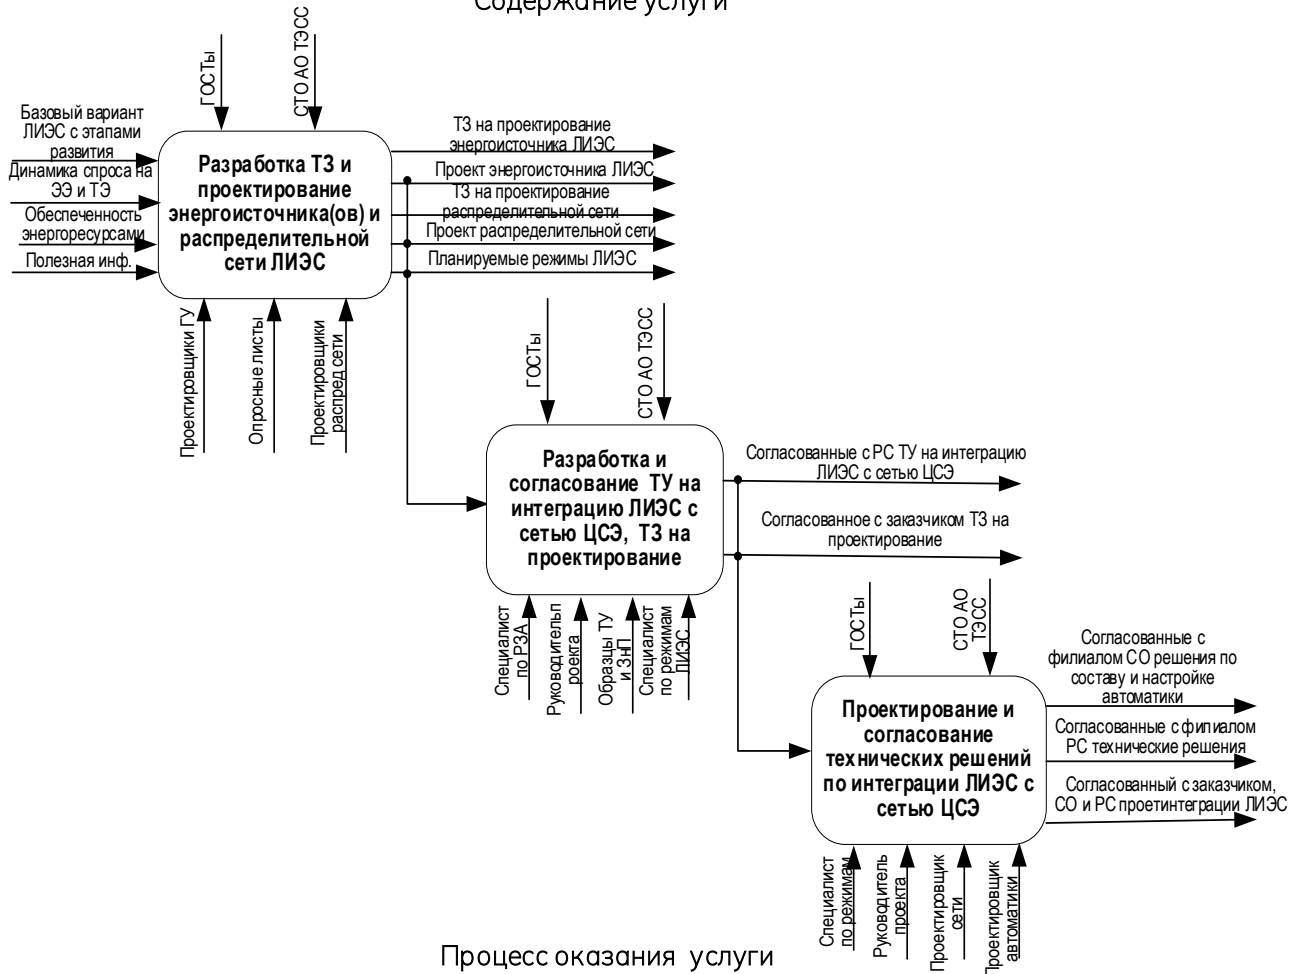 Содержание услуги
ГОСТы
СТО АО ТЭСС
Базовый вариант
ЛИЭС с этапами
развития
Динамика спроса на
ЭЭ и ТЭ
Обеспеченность
энергоресурсами
Полезная инф.
Разработка ТЗ и
проектирование
энергоисточника(ов) и
распределительной
сети ЛИЭС
ТЗ на проектирование
энергоисточника ЛИЭС
Проект энергоисточника ЛИЭС
ТЗ на проектирование
распределительной сети
Проект распределительной сети
Планируемые режимы ЛИЭС
Проектировщики ГУ
Опросные листы
Проектировщики
распред сети
ГОСТы
СТО АО ТЭСС
Разработка и
согласование ТУ на
интеграцию ЛИЭС с
сетью ЦСЭ, ТЗ на
проектирование
Согласованные с РС ТУ на интеграцию
ЛИЭС с сетью ЦСЭ
Согласованное с заказчиком ТЗ на
проектирование
Специалист
по РЗА
Руководительп
роекта
Образцы ТУ
и ЗнП
Специалист
по режимам
ЛИЭС
ГОСТы
СТО АО
ТЭСС
Проектирование и
согласование
технических решений
по интеграции ЛИЭС с
сетью ЦСЭ
Согласованные с
филиалом СО решения по
составу и настройке
автоматики
Согласованные с филиалом
РС технические решения
Согласованный с заказчиком,
СО и РС проетинтеграции ЛИЭС
Специалист
по режимам
Руководитель
проекта
Проектировщик
сети
Проектировщик
автоматики
Процесс оказания услуги